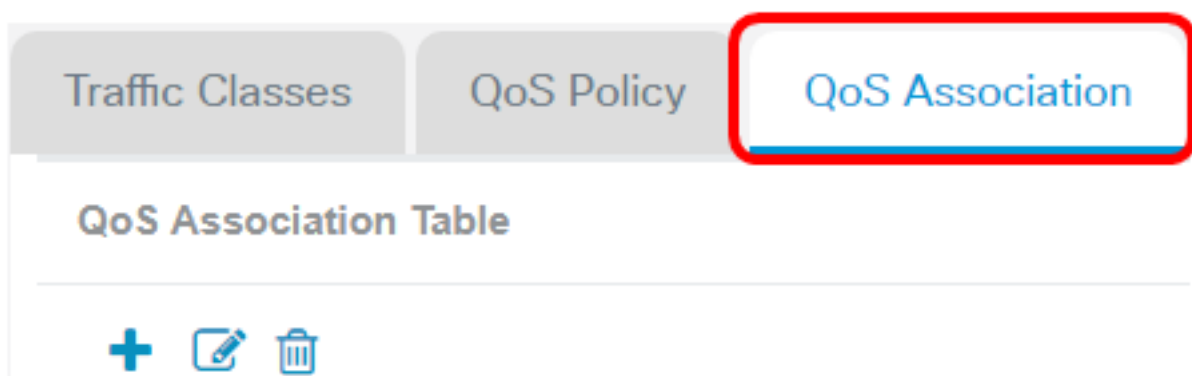 Traffic Classes QoS Policy QoS Association
QoS Association Table